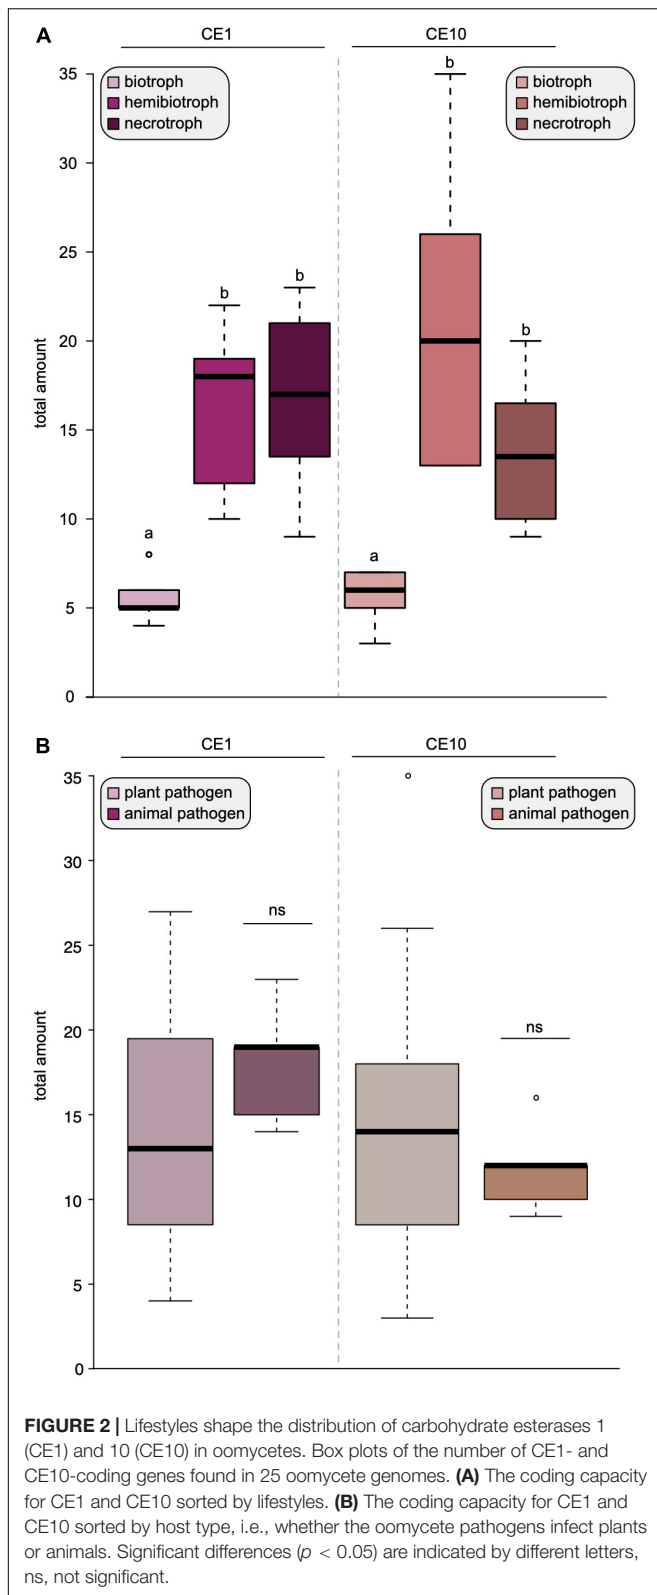 A
CE1
CE10
biotroph
hemibiotroph
necrotroph
biotroph
hemibiotroph
necrotroph
total amount
35
30
25
20
15
10
5
0
a
b
b
a
b
b
B
CE1
CE10
plant pathogen
animal pathogen
plant pathogen
animal pathogen
total amount
35
30
25
20
15
10
5
0
ns
ns
FIGURE 2 | Lifestyles shape the distribution of carbohydrate esterases 1
(CE1) and 10 (CE10) in oomycetes. Box plots of the number of CE1- and
CE10-coding genes found in 25 oomycete genomes. (A) The coding capacity
for CE1 and CE10 sorted by lifestyles. (B) The coding capacity for CE1 and
CE10 sorted by host type, i.e., whether the oomycete pathogens infect plants
or animals. Significant differences (p < 0.05) are indicated by different letters,
ns, not significant.